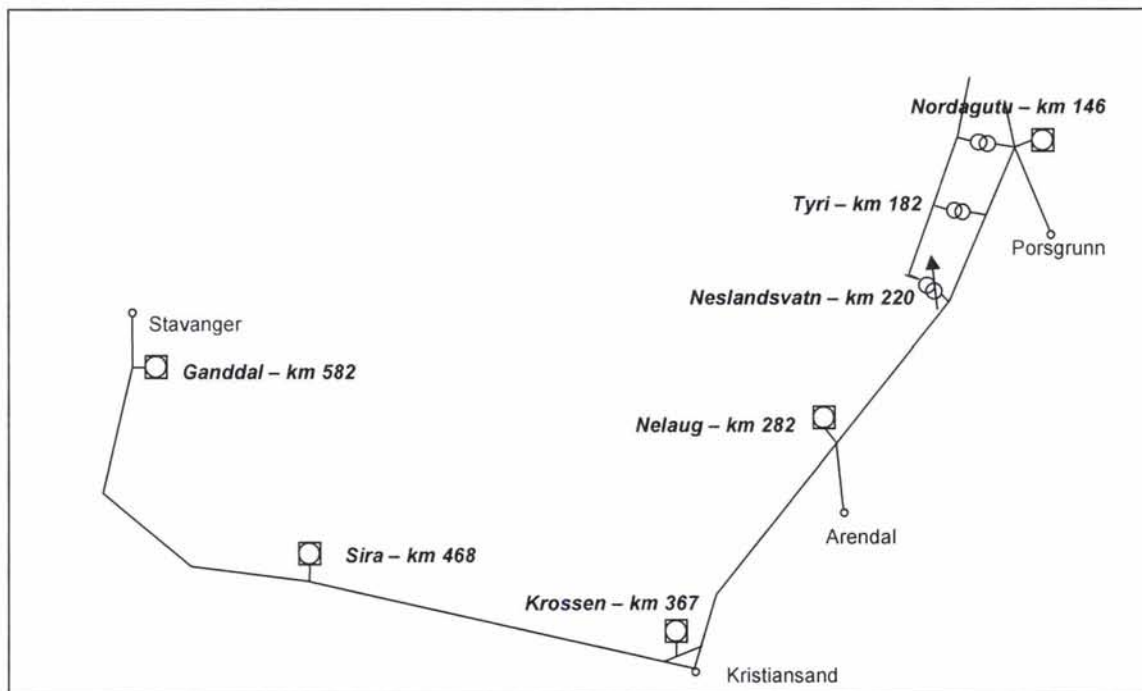 Nordagutu – km 146
Tyri – km 182
Porsgrunn
Neslandsvatn – km 220
Stavanger
Ganddal – km 582
Nelaug – km 282
Arendal
Sira – km 468
Krossen – km 367
Kristiansand